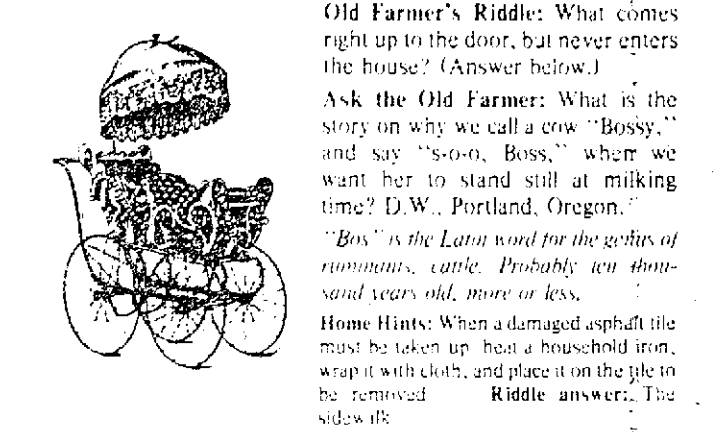 Old Farmer's Riddle: What comes
right up to the door, but never enters
the house? (Answer below.)
Ask the Old Farmer: What is the
story on why we call a cow "Bossy,"
and say "s-o-o, Boss," when we
want her to stand still at milking
time? D.W., Portland, Oregon.
"Bos" is the Latin word for the genus of
ruminants, cattle. Probably ten thou-
sand years old, more or less.
Home Hints: When a damaged asphalt tile
must be taken up heat a household iron,
wrap it with cloth, and place it on the tile to
be removed Riddle answer: The
sidewalk